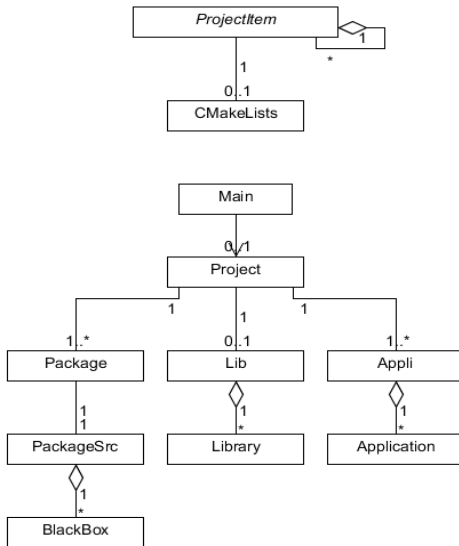 ProjectItem
1
*
1
0..1
CMakeLists
Main
0..1
Project
1
1
1
1..*
0..1
1..*
Package
Lib
Appli
1
1
1
1
*
*
PackageSrc
Library
Application
1
*
BlackBox